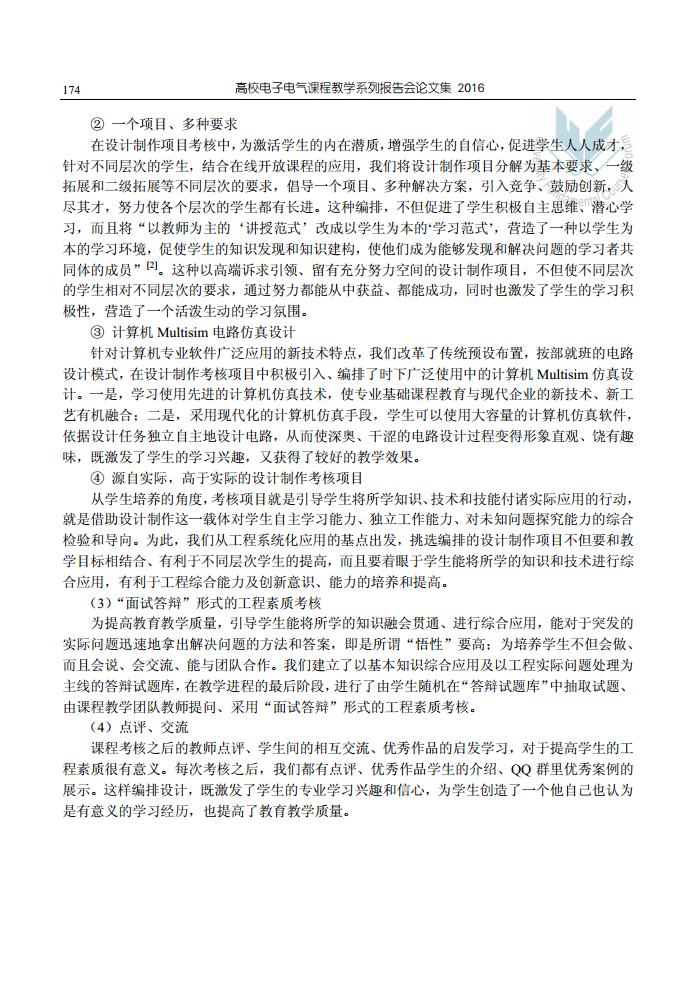 174 高校电子电气课程教学系列报告会论文集 2016
② 一个项目、多种要求
在设计制作项目考核中，为激活学生的内在潜质，增强学生的自信心，促进学生人人成才，
针对不同层次的学生，结合在线开放课程的应用，我们将设计制作项目分解为基本要求、一级
拓展和二级拓展等不同层次的要求，倡导一个项目、多种解决方案，引入竞争、鼓励创新，人
尽其才，努力使各个层次的学生都有长进。这种编排，不但促进了学生积极自主思维、潜心学
习，而且将“以教师为主的‘讲授范式’改成以学生为本的‘学习范式’，营造了一种以学生为
本的学习环境，促使学生的知识发现和知识建构，使他们成为能够发现和解决问题的学习者共
同体的成员”[2]。这种以高端诉求引领、留有充分努力空间的设计制作项目，不但使不同层次
的学生相对不同层次的要求，通过努力都能从中获益、都能成功，同时也激发了学生的学习积
极性，营造了一个活泼生动的学习氛围。
③ 计算机 Multisim 电路仿真设计
针对计算机专业软件广泛应用的新技术特点，我们改革了传统预设布置，按部就班的电路
设计模式，在设计制作考核项目中积极引入、编排了时下广泛使用中的计算机 Multisim 仿真设
计。一是，学习使用先进的计算机仿真技术，使专业基础课程教育与现代企业的新技术、新工
艺有机融合；二是，采用现代化的计算机仿真手段，学生可以使用大容量的计算机仿真软件，
依据设计任务独立自主地设计电路，从而使深奥、干涩的电路设计过程变得形象直观、饶有趣
味，既激发了学生的学习兴趣，又获得了较好的教学效果。
④ 源自实际，高于实际的设计制作考核项目
从学生培养的角度，考核项目就是引导学生将所学知识、技术和技能付诸实际应用的行动，
就是借助设计制作这一载体对学生自主学习能力、独立工作能力、对未知问题探究能力的综合
检验和导向。为此，我们从工程系统化应用的基点出发，挑选编排的设计制作项目不但要和教
学目标相结合、有利于不同层次学生的提高，而且要着眼于学生能将所学的知识和技术进行综
合应用，有利于工程综合能力及创新意识、能力的培养和提高。
（3）“面试答辩”形式的工程素质考核
为提高教育教学质量，引导学生能将所学的知识融会贯通、进行综合应用，能对于突发的
实际问题迅速地拿出解决问题的方法和答案，即是所谓“悟性”要高；为培养学生不但会做、
而且会说、会交流、能与团队合作。我们建立了以基本知识综合应用及以工程实际问题处理为
主线的答辩试题库，在教学进程的最后阶段，进行了由学生随机在“答辩试题库”中抽取试题、
由课程教学团队教师提问、采用“面试答辩”形式的工程素质考核。
（4）点评、交流
课程考核之后的教师点评、学生间的相互交流、优秀作品的启发学习，对于提高学生的工
程素质很有意义。每次考核之后，我们都有点评、优秀作品学生的介绍、QQ 群里优秀案例的
展示。这样编排设计，既激发了学生的专业学习兴趣和信心，为学生创造了一个他自己也认为
是有意义的学习经历，也提高了教育教学质量。